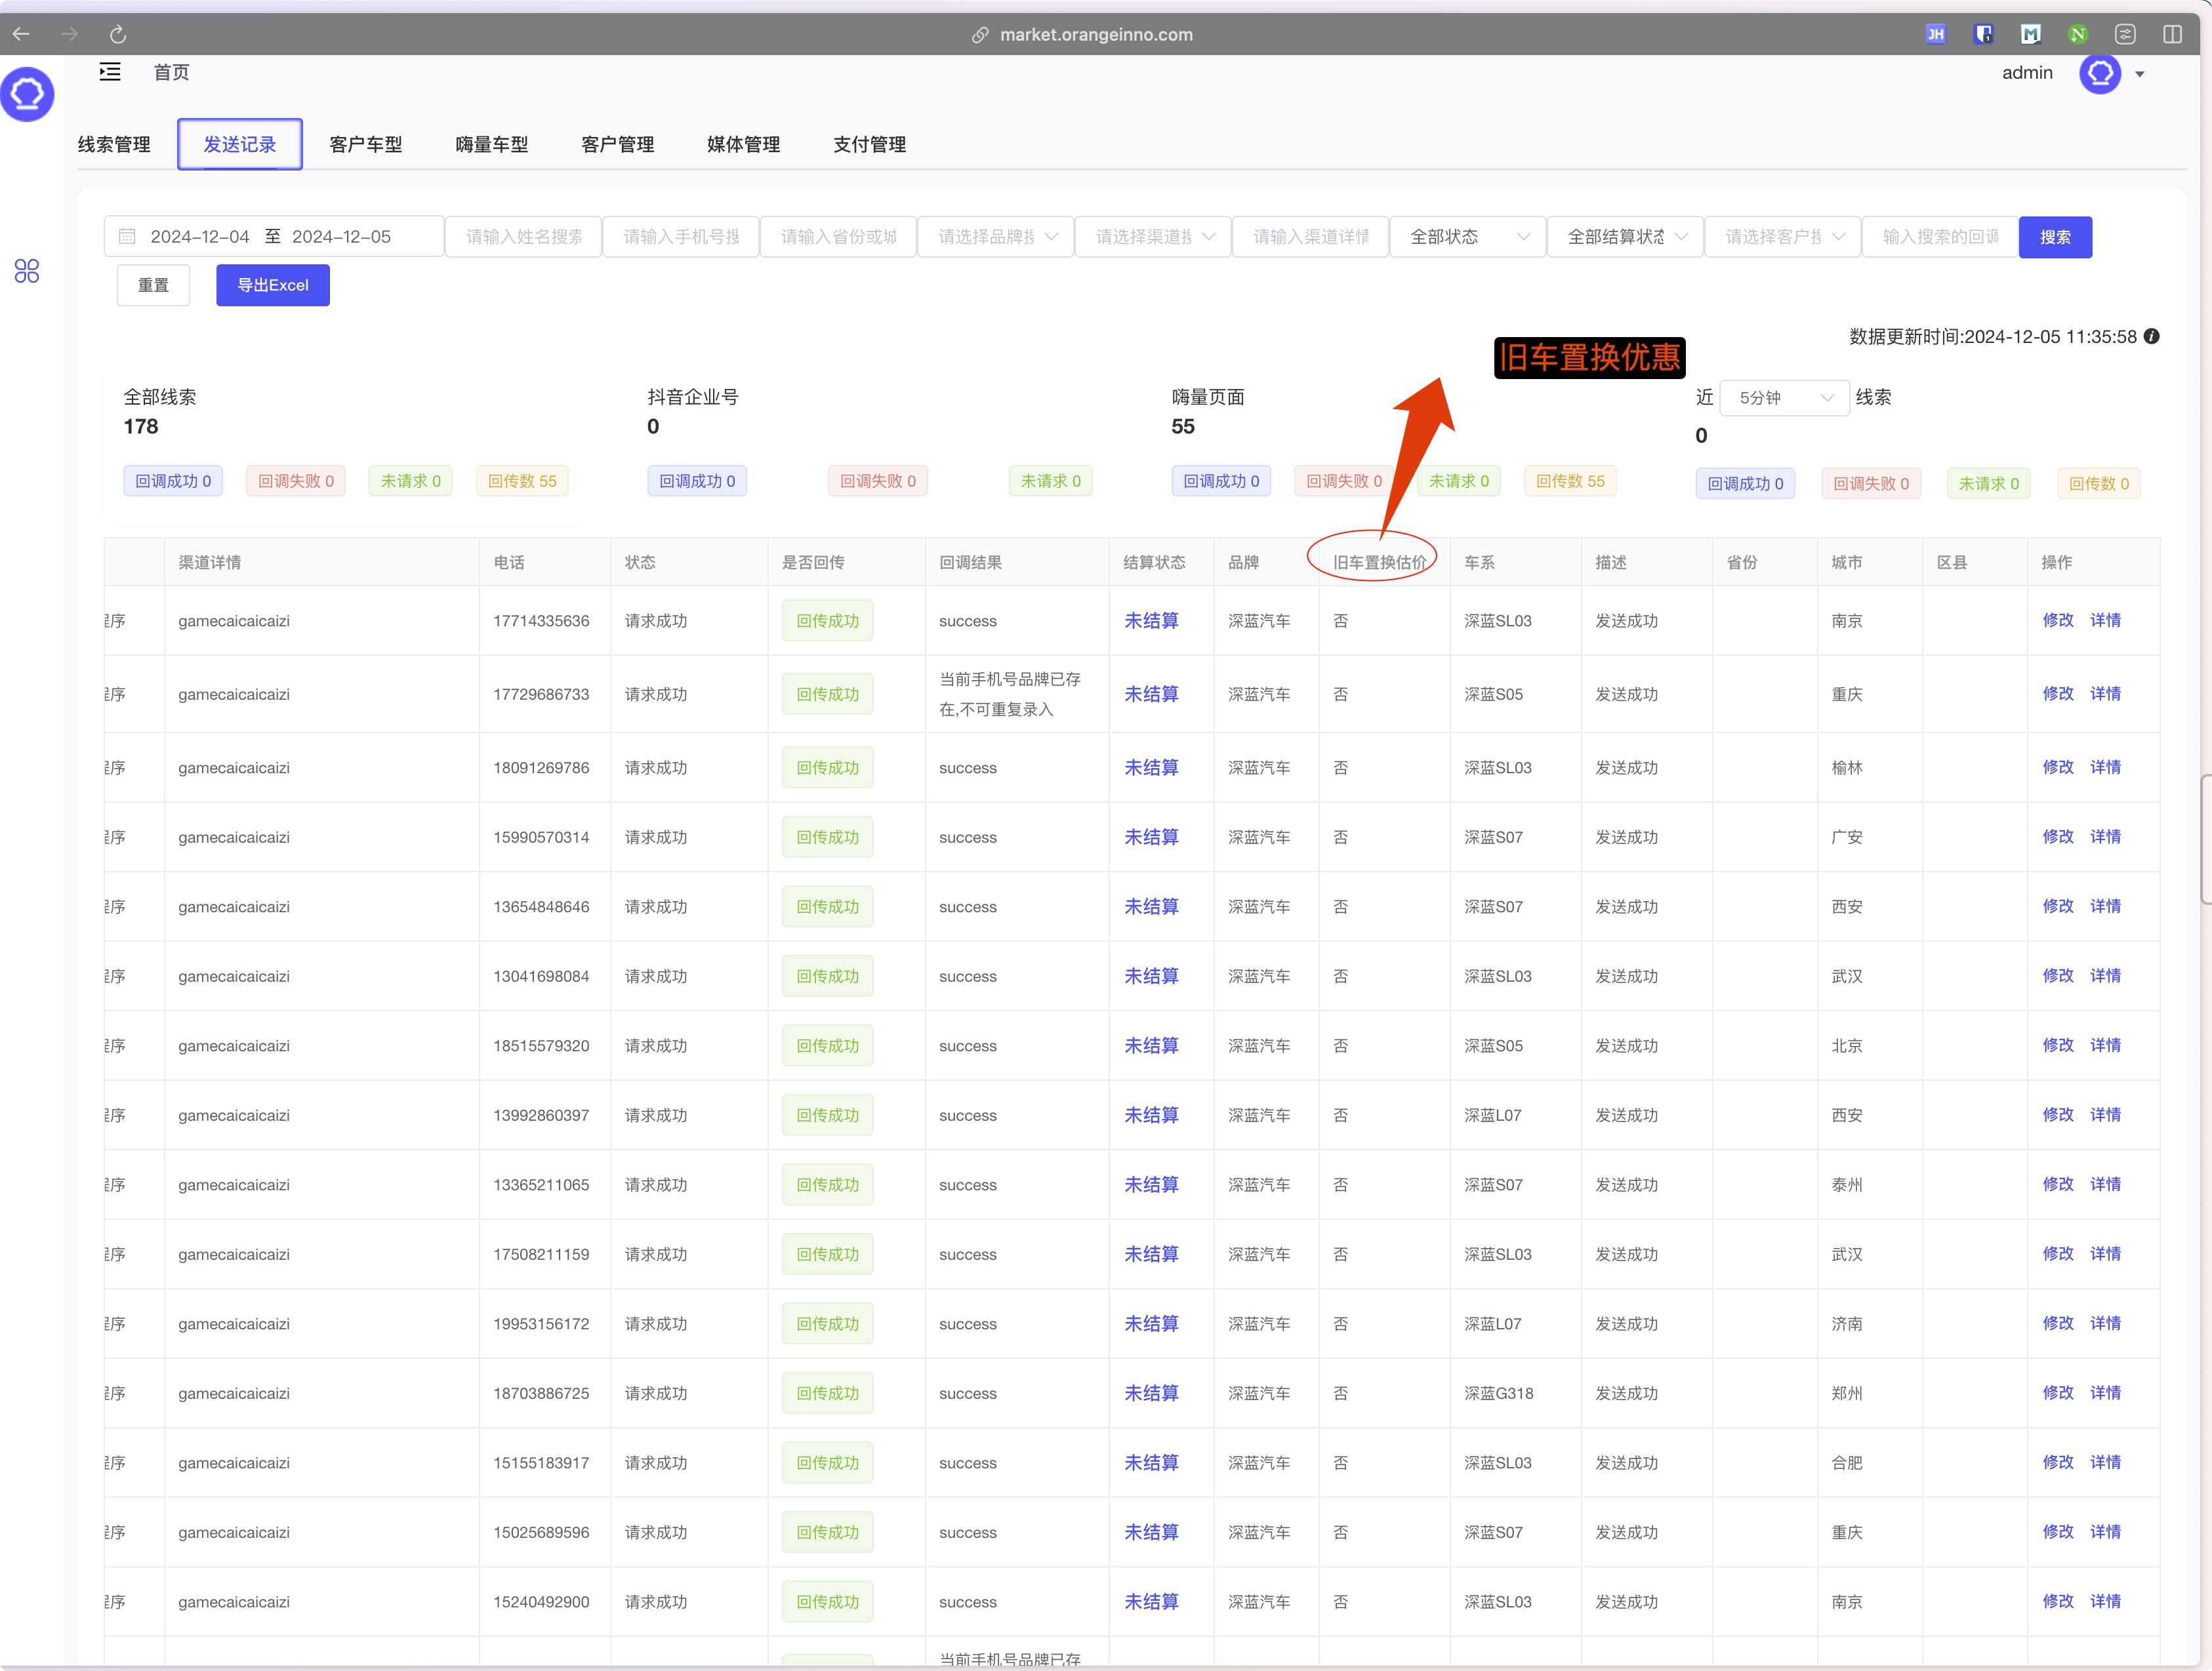 market.orangeinno.com
JH
1
M
N
首页
admin
线索管理 发送记录 客户车型 嗨量车型 客户管理 媒体管理 支付管理
2024-12-04 至 2024-12-05 请输入姓名搜索 请输入手机号 请输入省份或城 请选择品牌 请选择渠道 请输入渠道详情 全部状态 全部结算状态 请选择客户 输入搜索的回调 搜索
重置 导出Excel
数据更新时间:2024-12-05 11:35:58
旧车置换优惠
全部线索 抖音企业号 嗨量页面 近 5分钟 线索
178 0 55 0
回调成功 0 回调失败 0 未请求 0 回传数 55 回调成功 0 回调失败 0 未请求 0 回调成功 0 回调失败 0 未请求 0 回传数 55 回调成功 0 回调失败 0 未请求 0 回传数 0
渠道详情 电话 状态 是否回传 回调结果 结算状态 品牌 旧车置换估价 车系 描述 省份 城市 区县 操作
程序 gamecaicaicaizi 17714335636 请求成功 回传成功 success 未结算 深蓝汽车 否 深蓝SL03 发送成功 南京 修改 详情
程序 gamecaicaicaizi 17729686733 请求成功 回传成功 当前手机号品牌已存 未结算 深蓝汽车 否 深蓝S05 发送成功 重庆 修改 详情
在,不可重复录入
程序 gamecaicaicaizi 18091269786 请求成功 回传成功 success 未结算 深蓝汽车 否 深蓝SL03 发送成功 榆林 修改 详情
程序 gamecaicaicaizi 15990570314 请求成功 回传成功 success 未结算 深蓝汽车 否 深蓝S07 发送成功 广安 修改 详情
程序 gamecaicaicaizi 13654848646 请求成功 回传成功 success 未结算 深蓝汽车 否 深蓝S07 发送成功 西安 修改 详情
程序 gamecaicaicaizi 13041698084 请求成功 回传成功 success 未结算 深蓝汽车 否 深蓝SL03 发送成功 武汉 修改 详情
程序 gamecaicaicaizi 18515579320 请求成功 回传成功 success 未结算 深蓝汽车 否 深蓝S05 发送成功 北京 修改 详情
程序 gamecaicaicaizi 13992860397 请求成功 回传成功 success 未结算 深蓝汽车 否 深蓝L07 发送成功 西安 修改 详情
程序 gamecaicaicaizi 13365211065 请求成功 回传成功 success 未结算 深蓝汽车 否 深蓝S07 发送成功 泰州 修改 详情
程序 gamecaicaicaizi 17508211159 请求成功 回传成功 success 未结算 深蓝汽车 否 深蓝SL03 发送成功 武汉 修改 详情
程序 gamecaicaicaizi 19953156172 请求成功 回传成功 success 未结算 深蓝汽车 否 深蓝L07 发送成功 济南 修改 详情
程序 gamecaicaicaizi 18703886725 请求成功 回传成功 success 未结算 深蓝汽车 否 深蓝G318 发送成功 郑州 修改 详情
程序 gamecaicaicaizi 15155183917 请求成功 回传成功 success 未结算 深蓝汽车 否 深蓝SL03 发送成功 合肥 修改 详情
程序 gamecaicaicaizi 15025689596 请求成功 回传成功 success 未结算 深蓝汽车 否 深蓝S07 发送成功 重庆 修改 详情
程序 gamecaicaicaizi 15240492900 请求成功 回传成功 success 未结算 深蓝汽车 否 深蓝SL03 发送成功 南京 修改 详情
当前手机号品牌已存